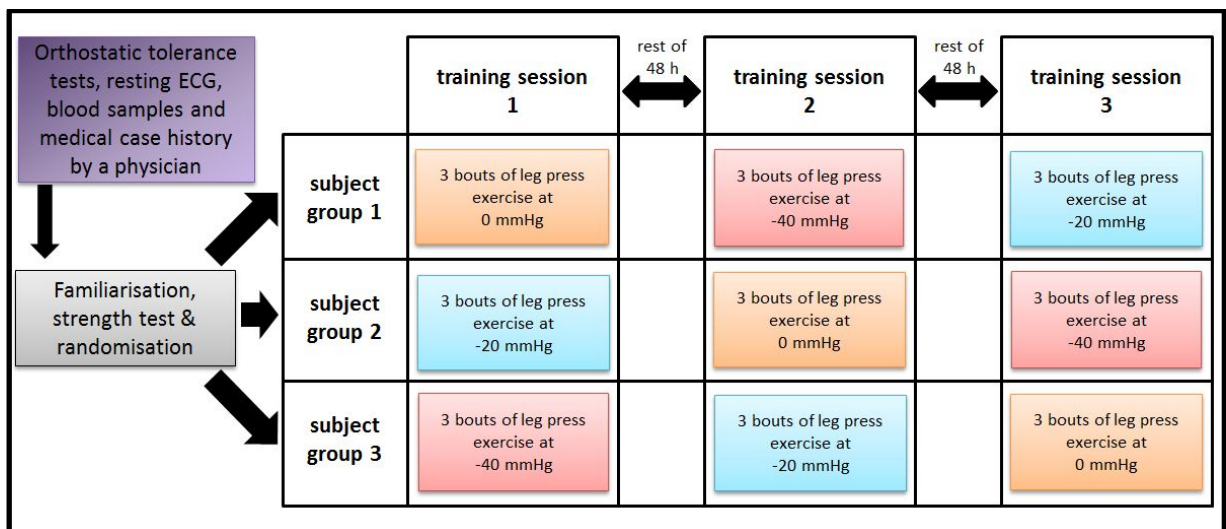 Orthostatic tolerance
tests, resting ECG,
blood samples and
medical case history
by a physician
Familiarisation,
strength test &
randomisation
training session
1
rest of
48 h
training session
2
rest of
48 h
training session
3
subject
group 1
3 bouts of leg press
exercise at
0 mmHg
3 bouts of leg press
exercise at
-40 mmHg
3 bouts of leg press
exercise at
-20 mmHg
subject
group 2
3 bouts of leg press
exercise at
-20 mmHg
3 bouts of leg press
exercise at
0 mmHg
3 bouts of leg press
exercise at
-40 mmHg
subject
group 3
3 bouts of leg press
exercise at
-40 mmHg
3 bouts of leg press
exercise at
-20 mmHg
3 bouts of leg press
exercise at
0 mmHg